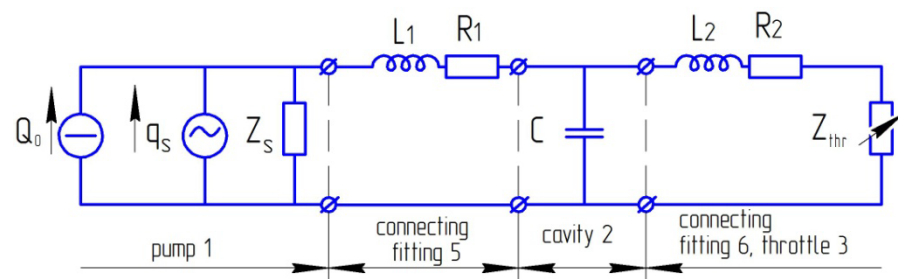 L1 R1
L2 R2
Q0
qs
Zs
C
Zthr
pump 1
connecting
fitting 5
cavity 2
connecting
fitting 6, throttle 3